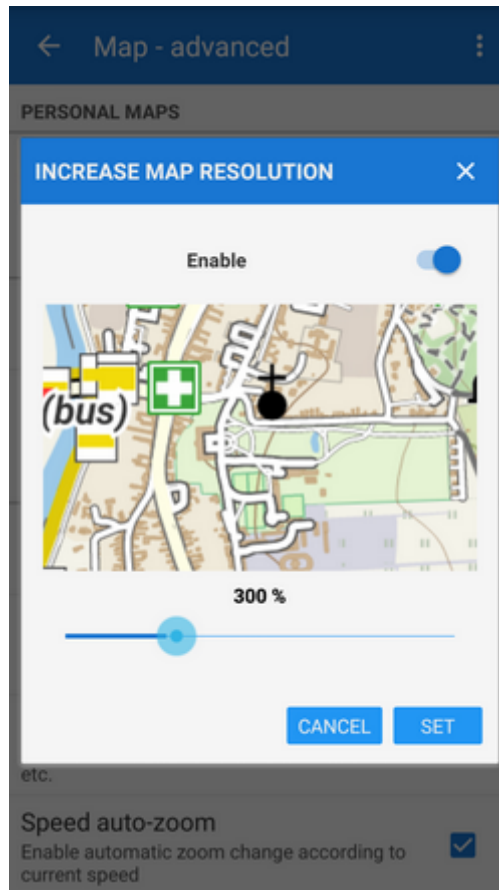 Map - advanced
PERSONAL MAPS
INCREASE MAP RESOLUTION
Enable
(bus)
300 %
CANCEL
SET
etc.
Speed auto-zoom
Enable automatic zoom change according to
current speed